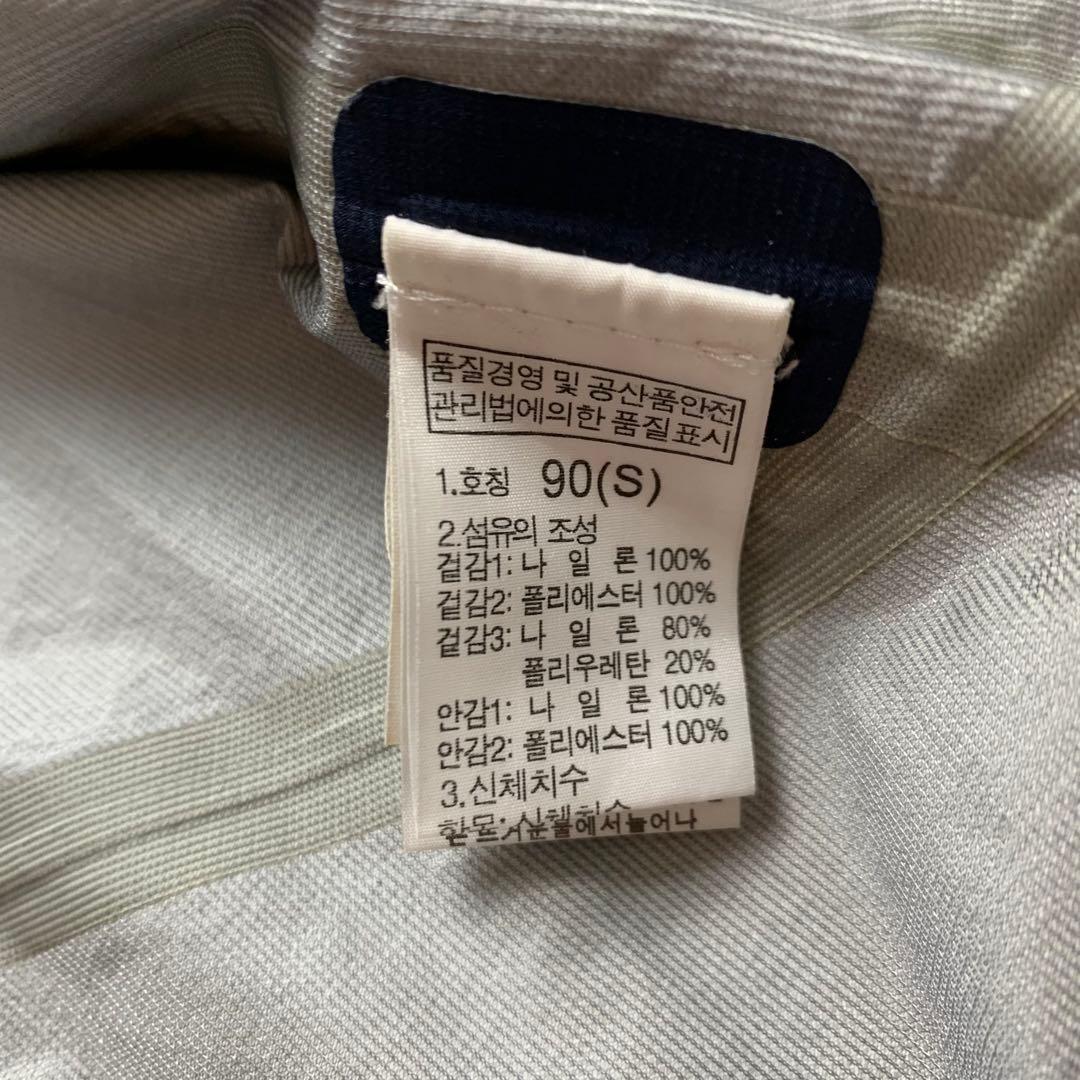 품질경영 및 공산품안전
관리법에의한 품질표시
1.호칭 90(S)
2.섬유의 조성
겉감1: 나 일 론 100%
겉감2: 폴리에스터 100%
겉감3: 나 일 론 80%
폴리우레탄 20%
안감1: 나 일 론 100%
안감2: 폴리에스터 100%
3.신체치수